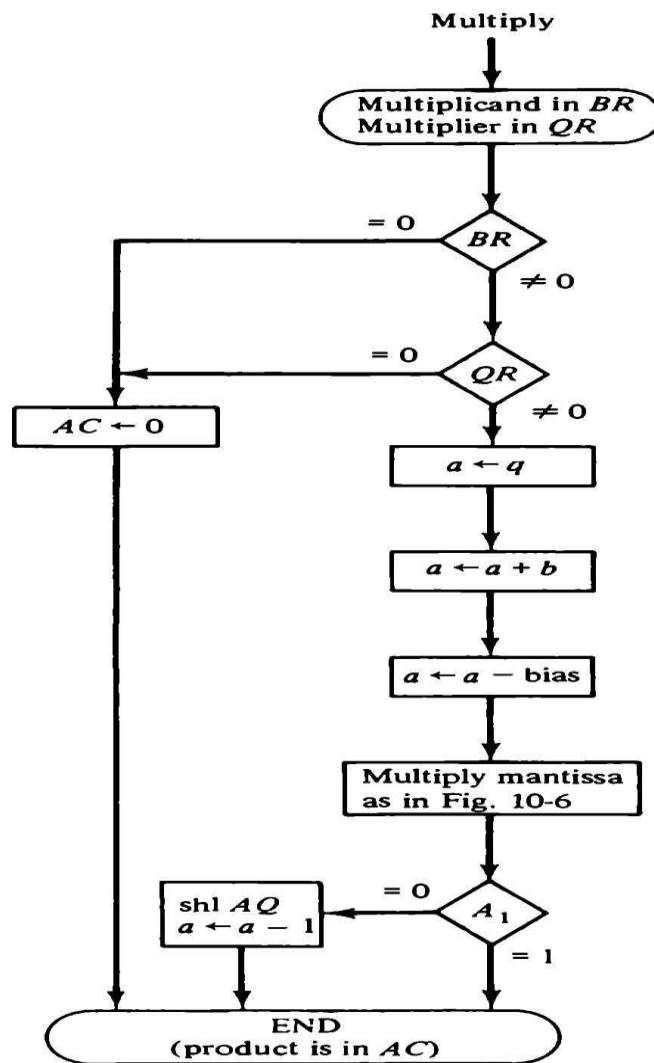 Multiply
Multiplicand in BR
Multiplier in QR
= 0
BR
≠ 0
= 0
QR
≠ 0
AC ← 0
a ← q
a ← a + b
a ← a − bias
Multiply mantissa
as in Fig. 10-6
= 0
A₁
shl AQ
a ← a − 1
= 1
END
(product is in AC)